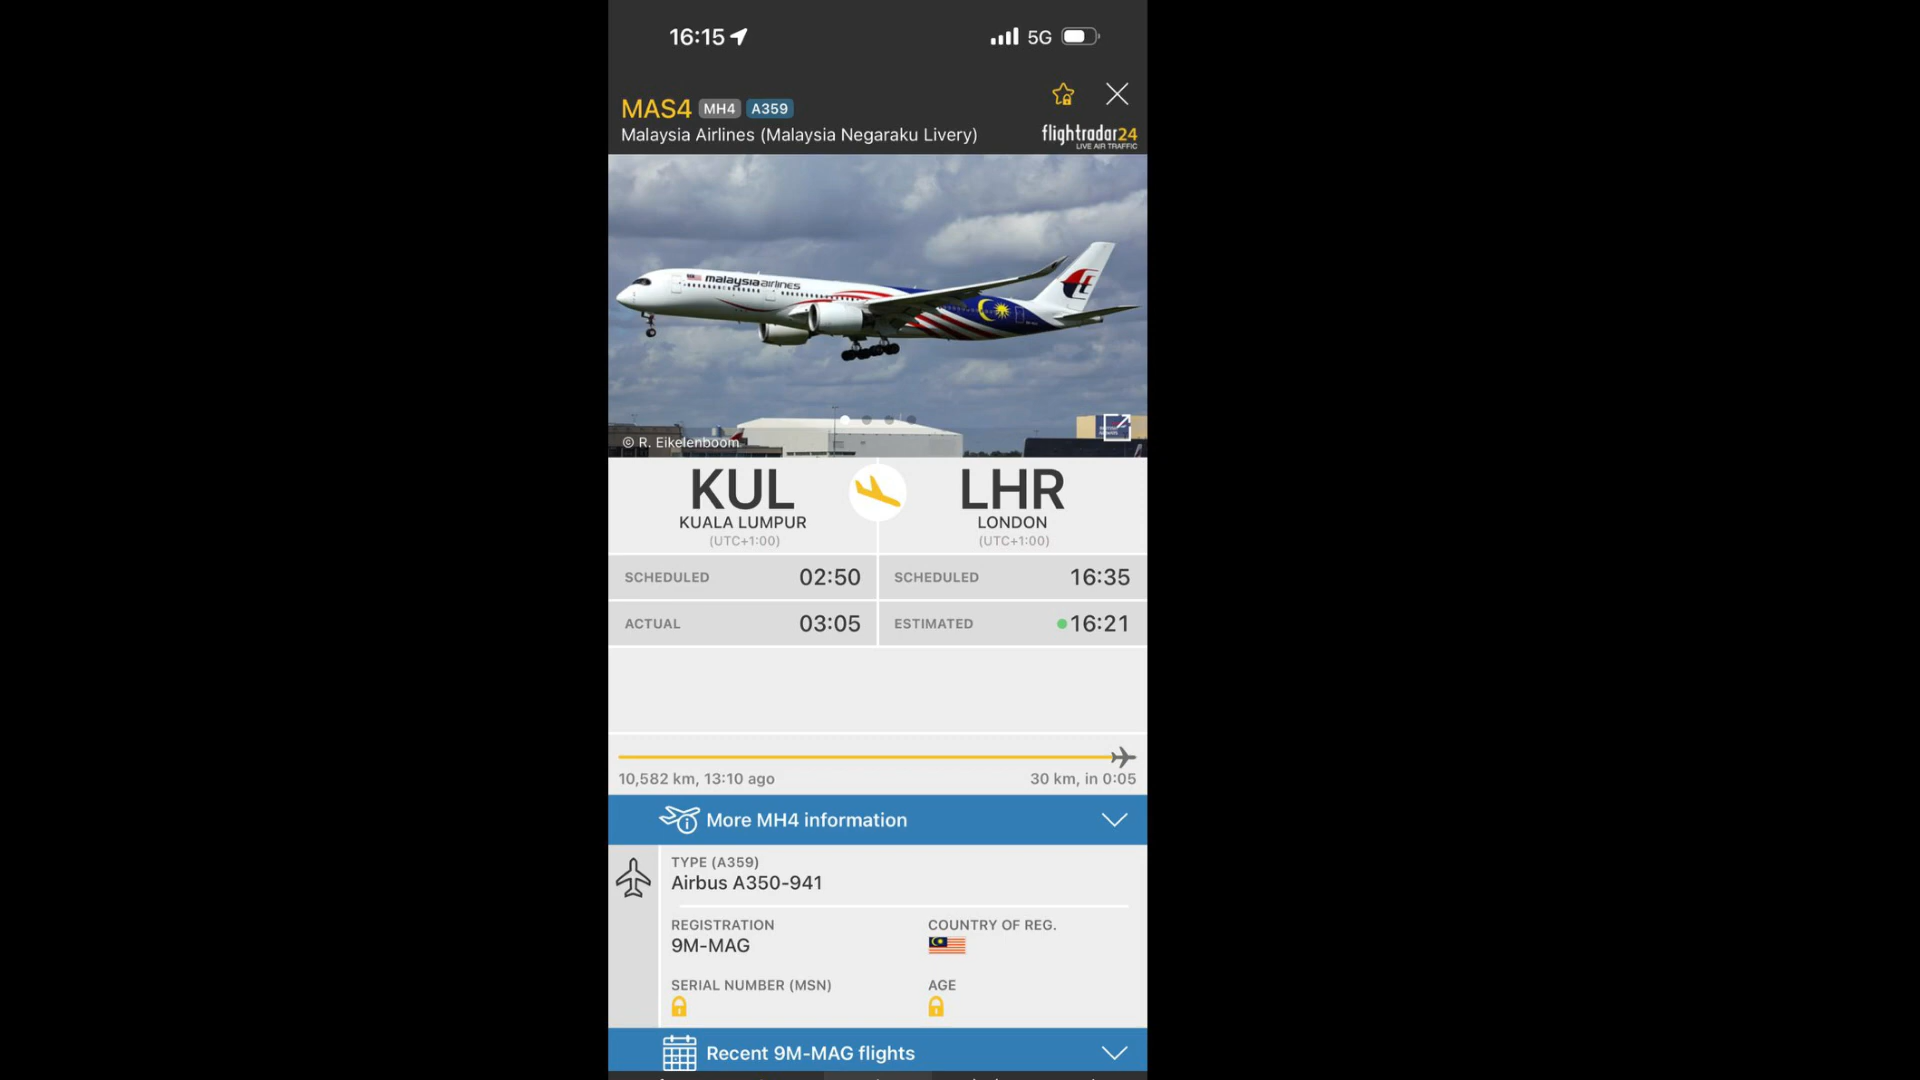 16:15
5G
MAS4 MH4 A359
Malaysia Airlines (Malaysia Negaraku Livery)
flightradar24
LIVE AIR TRAFFIC
malaysia airlines
© R. Eikelenboom
KUL
KUALA LUMPUR
(UTC+1:00)
LHR
LONDON
(UTC+1:00)
SCHEDULED 02:50
SCHEDULED 16:35
ACTUAL 03:05
ESTIMATED 16:21
10,582 km, 13:10 ago
30 km, in 0:05
More MH4 information
TYPE (A359)
Airbus A350-941
REGISTRATION
9M-MAG
COUNTRY OF REG.
SERIAL NUMBER (MSN)
AGE
Recent 9M-MAG flights